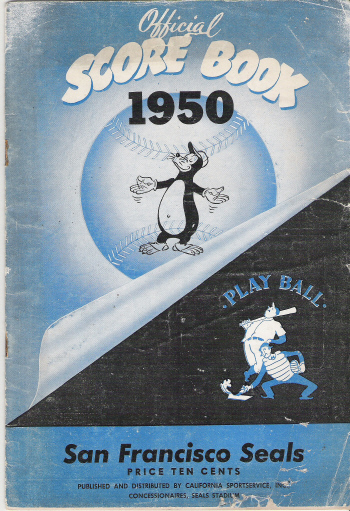 Official
SCORE BOOK
1950
PLAY BALL
San Francisco Seals
PRICE TEN CENTS
PUBLISHED AND DISTRIBUTED BY CALIFORNIA SPORTSERVICE, INC.
CONCESSIONAIRES, SEALS STADIUM